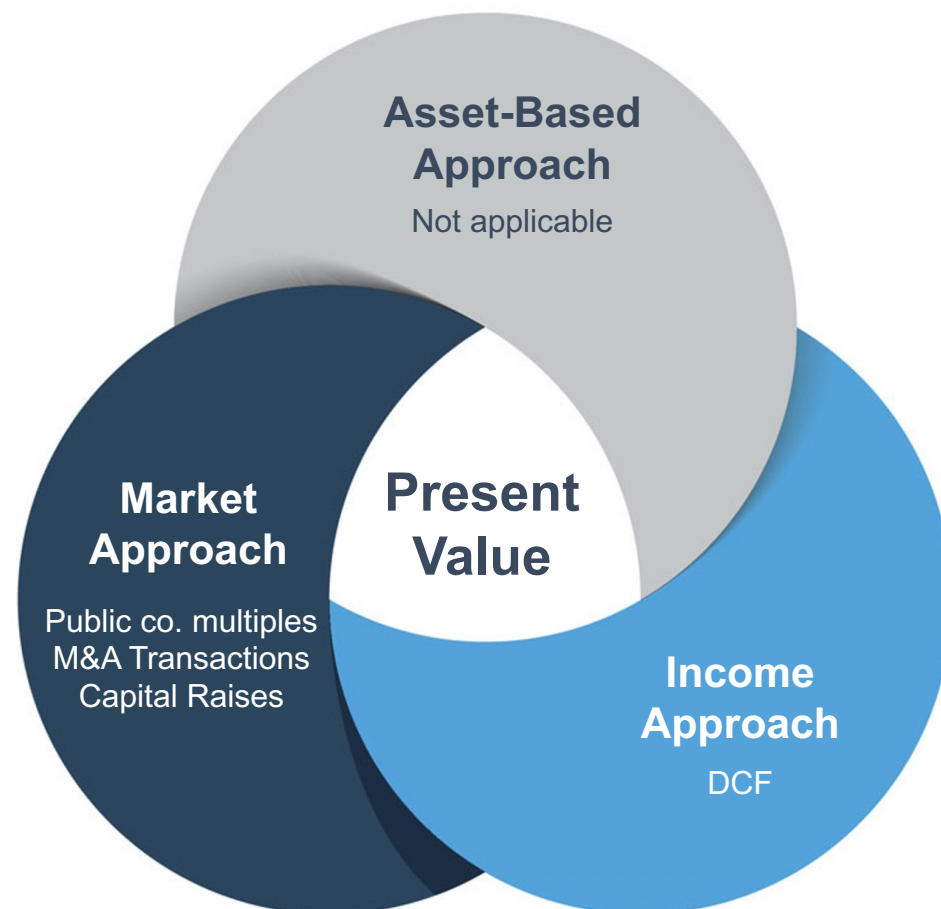 Asset-Based
Approach
Not applicable
Present
Value
Market
Approach
Public co. multiples
M&A Transactions
Capital Raises
Income
Approach
DCF